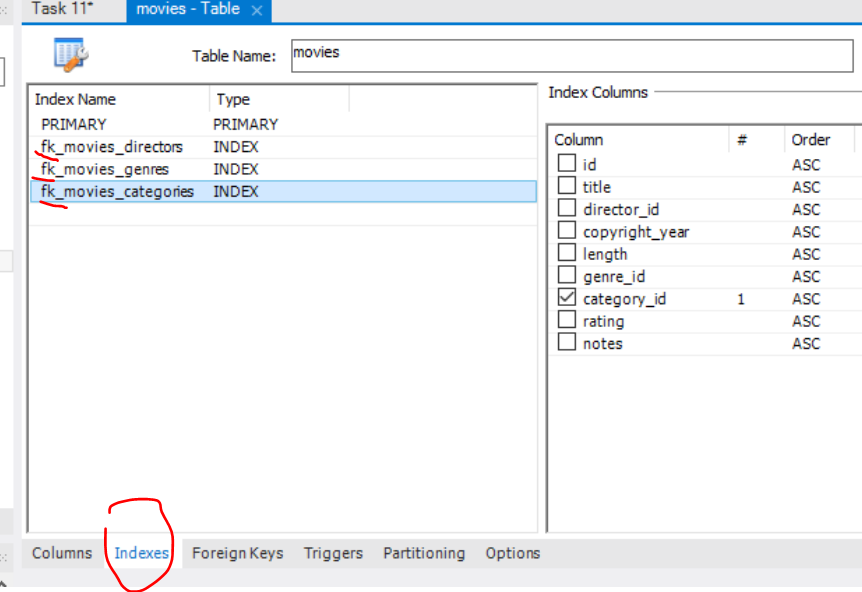 Task 11* movies - Table ×
Table Name: movies
Index Name Type
PRIMARY PRIMARY
fk_movies_directors INDEX
fk_movies_genres INDEX
fk_movies_categories INDEX
Index Columns
Column # Order
id ASC
title ASC
director_id ASC
copyright_year ASC
length ASC
genre_id ASC
category_id 1 ASC
rating ASC
notes ASC
Columns Indexes Foreign Keys Triggers Partitioning Options